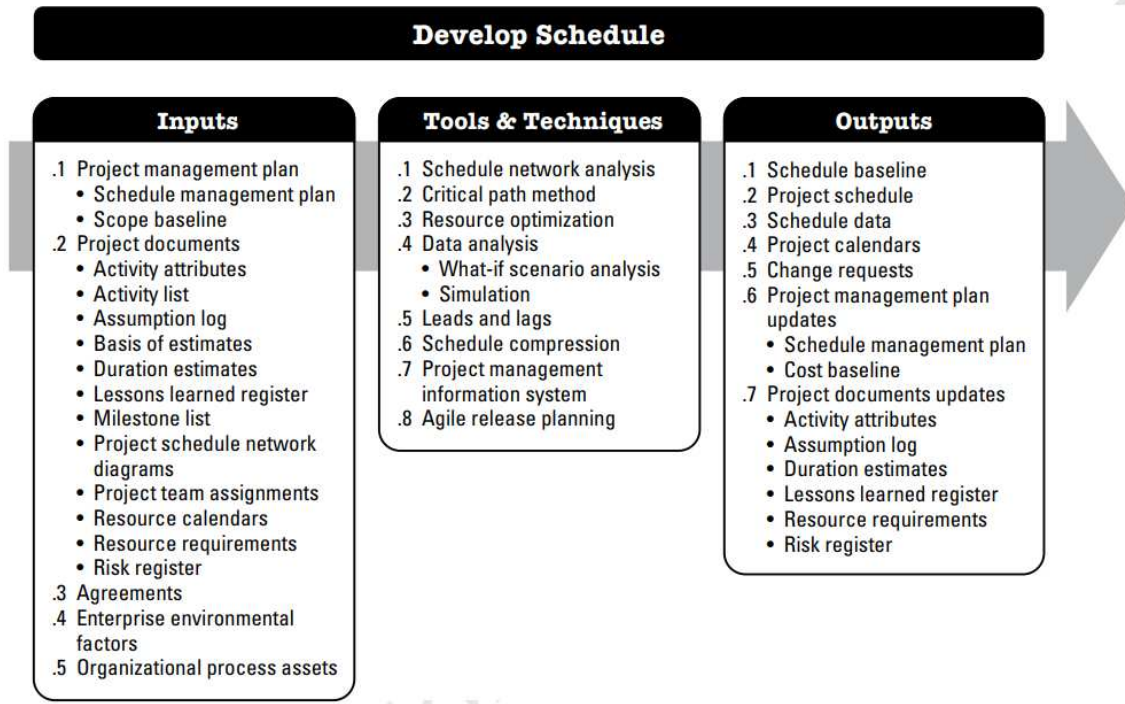 Develop Schedule
Inputs
.1 Project management plan
• Schedule management plan
• Scope baseline
.2 Project documents
• Activity attributes
• Activity list
• Assumption log
• Basis of estimates
• Duration estimates
• Lessons learned register
• Milestone list
• Project schedule network
diagrams
• Project team assignments
• Resource calendars
• Resource requirements
• Risk register
.3 Agreements
.4 Enterprise environmental
factors
.5 Organizational process assets
Tools & Techniques
.1 Schedule network analysis
.2 Critical path method
.3 Resource optimization
.4 Data analysis
• What-if scenario analysis
• Simulation
.5 Leads and lags
.6 Schedule compression
.7 Project management
information system
.8 Agile release planning
Outputs
.1 Schedule baseline
.2 Project schedule
.3 Schedule data
.4 Project calendars
.5 Change requests
.6 Project management plan
updates
• Schedule management plan
• Cost baseline
.7 Project documents updates
• Activity attributes
• Assumption log
• Duration estimates
• Lessons learned register
• Resource requirements
• Risk register